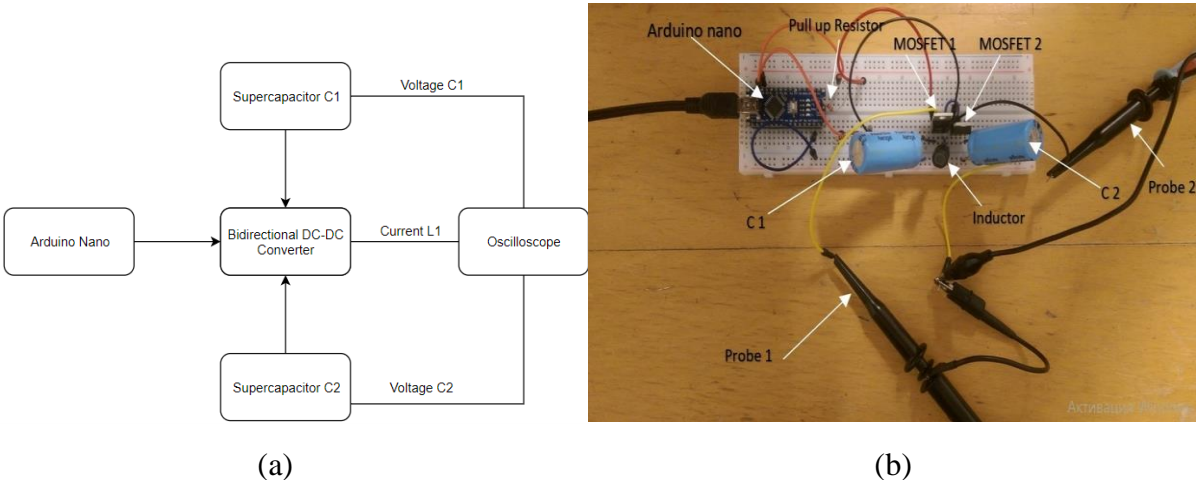 Supercapacitor C1
Voltage C1
Arduino Nano
Bidirectional DC-DC
Converter
Current L1
Oscilloscope
Supercapacitor C2
Voltage C2
(a)
Arduino nano
Pull up Resistor
MOSFET 1
MOSFET 2
C 1
Inductor
C 2
Probe 2
Probe 1
Активация
(b)